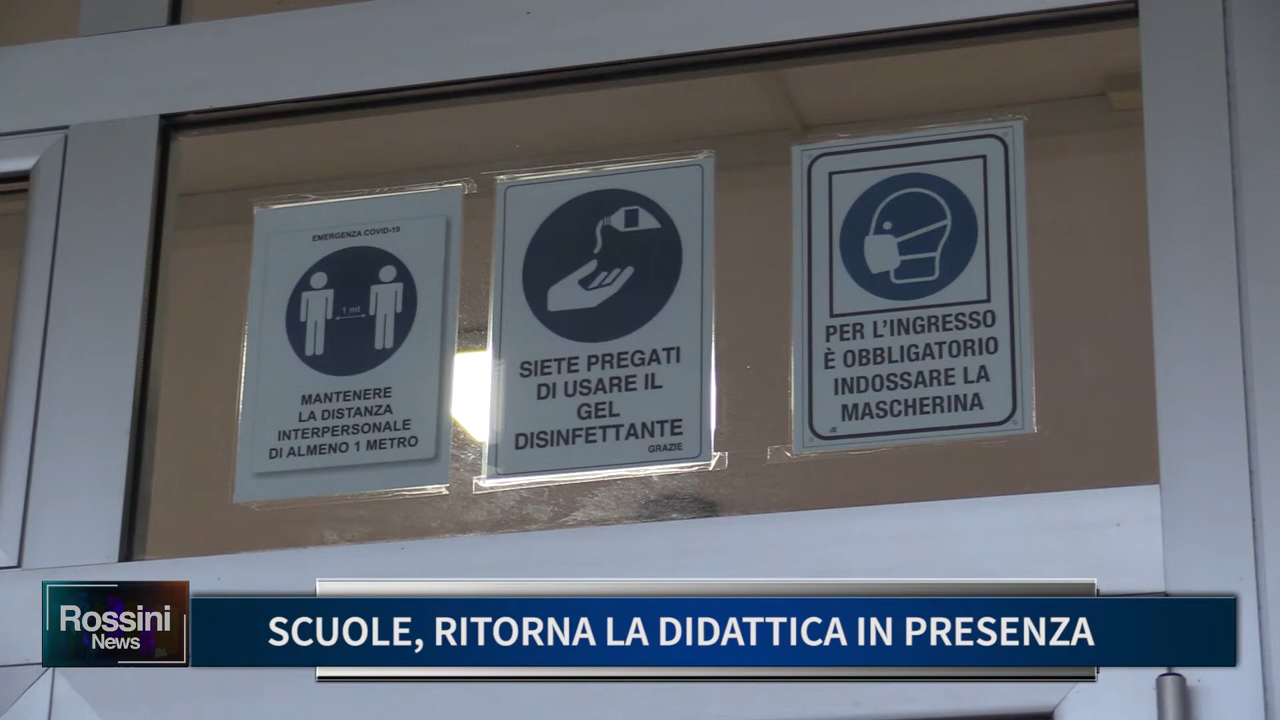 EMERGENZA COVID-19
1 mt
MANTENERE
LA DISTANZA
INTERPERSONALE
DI ALMENO 1 METRO
SIETE PREGATI
DI USARE IL
GEL
DISINFETTANTE
GRAZIE
PER L'INGRESSO
È OBBLIGATORIO
INDOSSARE LA
MASCHERINA
Rossini
News
SCUOLE, RITORNA LA DIDATTICA IN PRESENZA